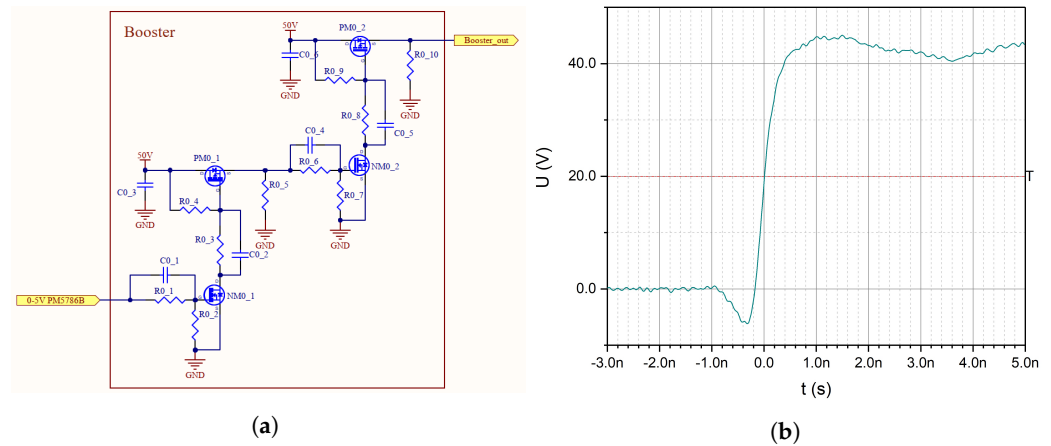 Booster
50V
PM0_2
Booster_out
C0_6
R0_10
R0_9
GND
GND
R0_8
C0_5
C0_4
50V
PM0_1
R0_6
NM0_2
C0_3
R0_5
R0_7
R0_4
GND
GND
GND
R0_3
C0_2
C0_1
0-5V PM5786B
R0_1
NM0_1
R0_2
GND
(a)
40.0
20.0
0.0
U (V)
T
-3.0n -2.0n -1.0n 0.0 1.0n 2.0n 3.0n 4.0n 5.0n
t (s)
(b)